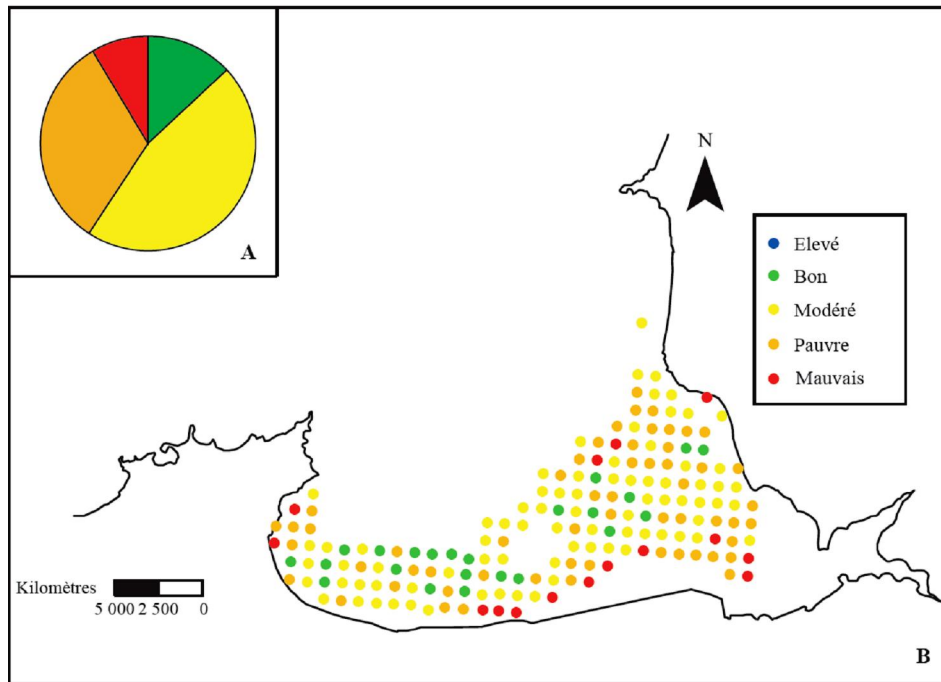 A
N
Elevé
Bon
Modéré
Pauvre
Mauvais
Kilomètres
5 000 2 500 0
B